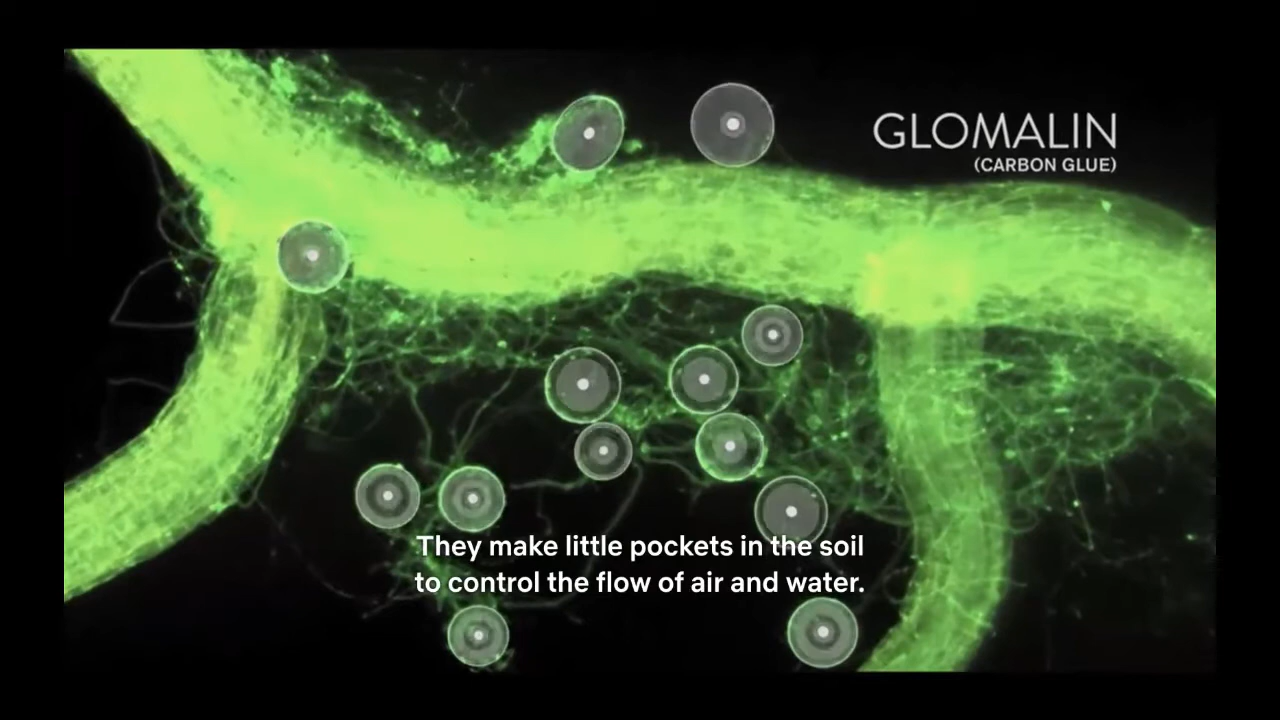 GLOMALIN
(CARBON GLUE)
They make little pockets in the soil
to control the flow of air and water.